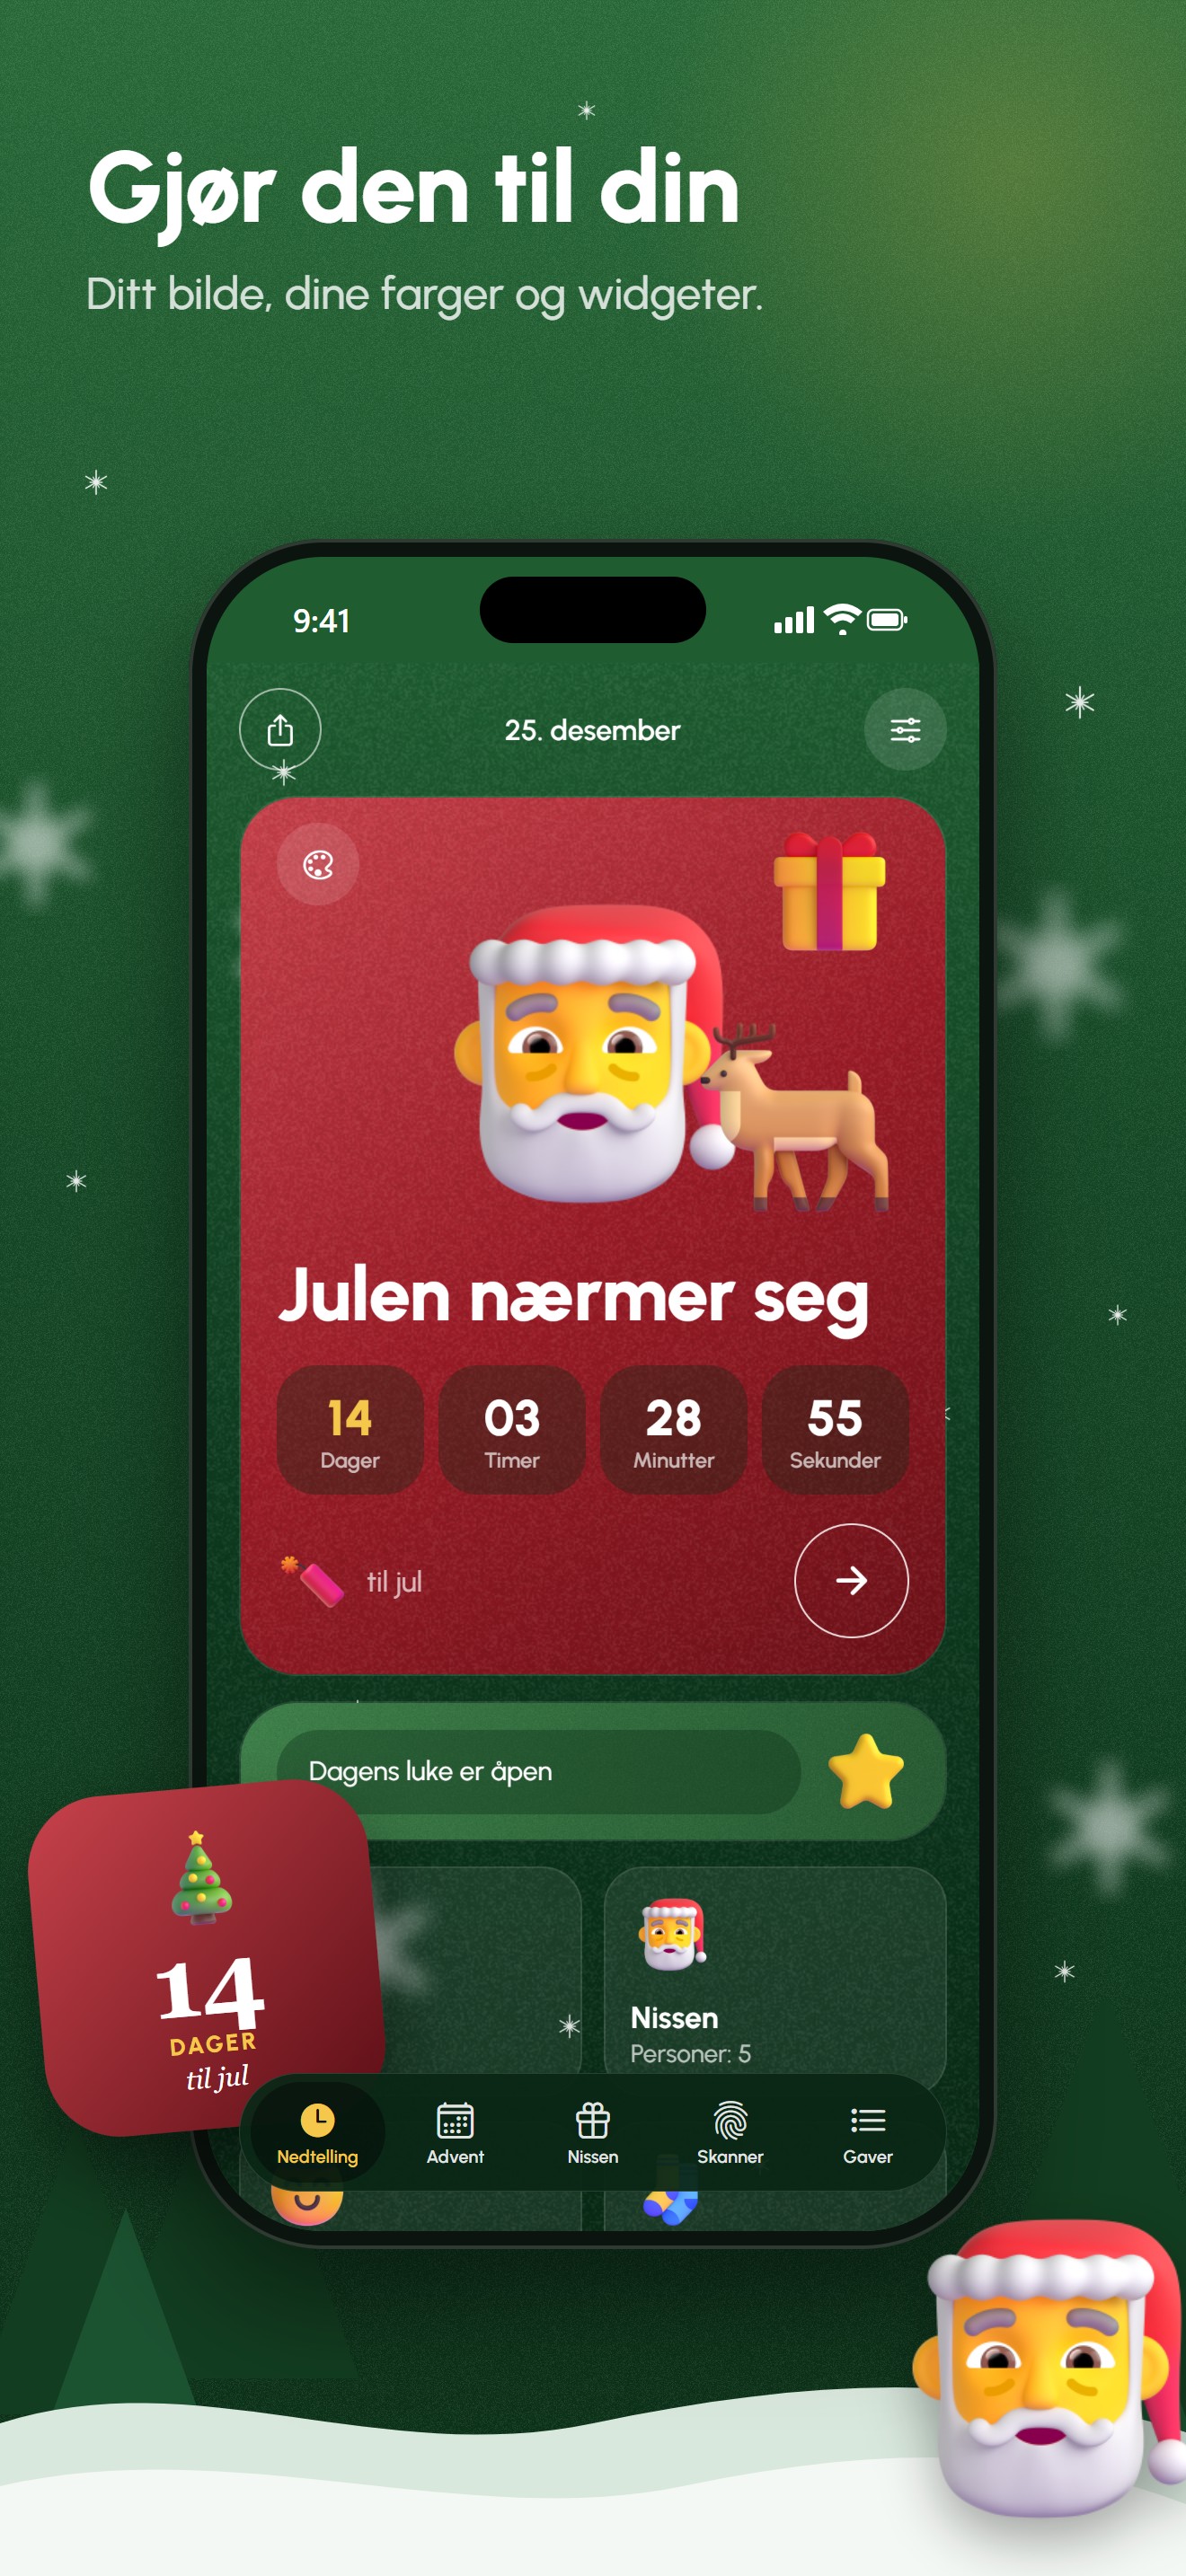 Gjør den til din
Ditt bilde, dine farger og widgeter.
9:41
25. desember
Julen nærmer seg
14 03 28 55
Dager Timer Minutter Sekunder
til jul
Dagens luke er åpen
14
DAGER
til jul
Nissen
Personer: 5
Nedtelling Advent Nissen Skanner Gaver